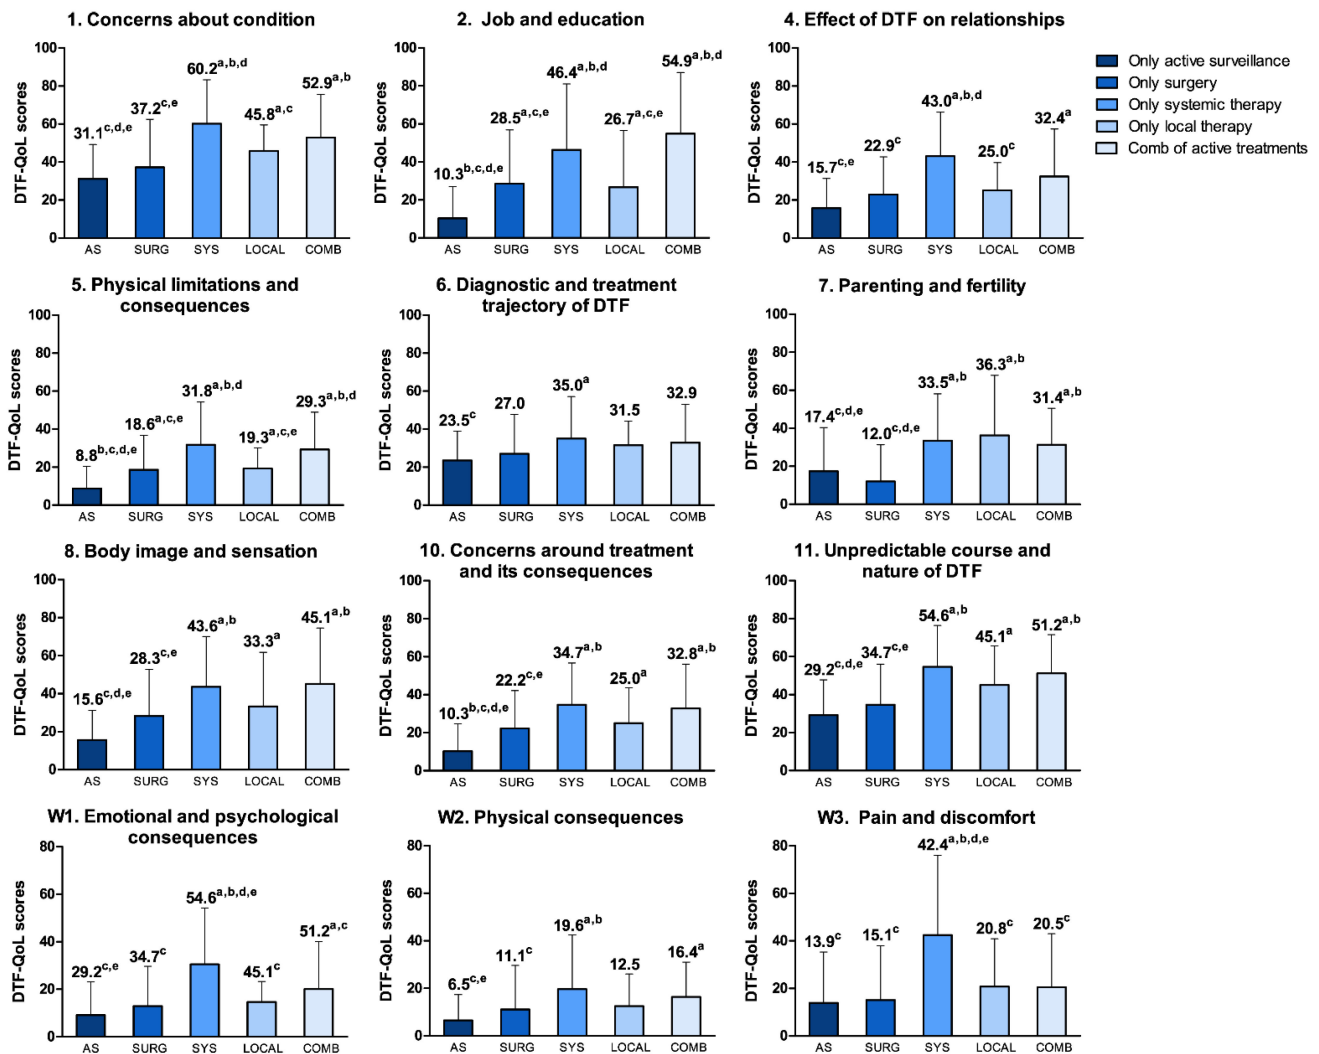 1. Concerns about condition
DTF-QoL scores
100
80
60
40
20
0
31.1c,d,e
37.2c,e
60.2a,b,d
45.8a,c
52.9a,b
AS SURG SYS LOCAL COMB
2. Job and education
DTF-QoL scores
100
80
60
40
20
0
10.3b,c,d,e
28.5a,c,e
46.4a,b,d
26.7a,c,e
54.9a,b,d
AS SURG SYS LOCAL COMB
4. Effect of DTF on relationships
DTF-QoL scores
100
80
60
40
20
0
15.7c,e
22.9c
43.0a,b,d
25.0c
32.4a
AS SURG SYS LOCAL COMB
Only active surveillance
Only surgery
Only systemic therapy
Only local therapy
Comb of active treatments
5. Physical limitations and
consequences
DTF-QoL scores
100
80
60
40
20
0
8.8b,c,d,e
18.6a,c,e
31.8a,b,d
19.3a,c,e
29.3a,b,d
AS SURG SYS LOCAL COMB
6. Diagnostic and treatment
trajectory of DTF
DTF-QoL scores
100
80
60
40
20
0
23.5c
27.0
35.0a
31.5
32.9
AS SURG SYS LOCAL COMB
7. Parenting and fertility
DTF-QoL scores
100
80
60
40
20
0
17.4c,d,e
12.0c,d,e
33.5a,b
36.3a,b
31.4a,b
AS SURG SYS LOCAL COMB
8. Body image and sensation
DTF-QoL scores
100
80
60
40
20
0
15.6c,d,e
28.3c,e
43.6a,b
33.3a
45.1a,b
AS SURG SYS LOCAL COMB
10. Concerns around treatment
and its consequences
DTF-QoL scores
100
80
60
40
20
0
10.3b,c,d,e
22.2c,e
34.7a,b
25.0a
32.8a,b
AS SURG SYS LOCAL COMB
11. Unpredictable course and
nature of DTF
DTF-QoL scores
100
80
60
40
20
0
29.2c,d,e
34.7c,e
54.6a,b
45.1a
51.2a,b
AS SURG SYS LOCAL COMB
W1. Emotional and psychological
consequences
DTF-QoL scores
80
60
40
20
0
29.2c,e
34.7c
54.6a,b,d,e
45.1c
51.2a,c
AS SURG SYS LOCAL COMB
W2. Physical consequences
DTF-QoL scores
80
60
40
20
0
6.5c,e
11.1c
19.6a,b
12.5
16.4a
AS SURG SYS LOCAL COMB
W3. Pain and discomfort
DTF-QoL scores
80
60
40
20
0
13.9c
15.1c
42.4a,b,d,e
20.8c
20.5c
AS SURG SYS LOCAL COMB